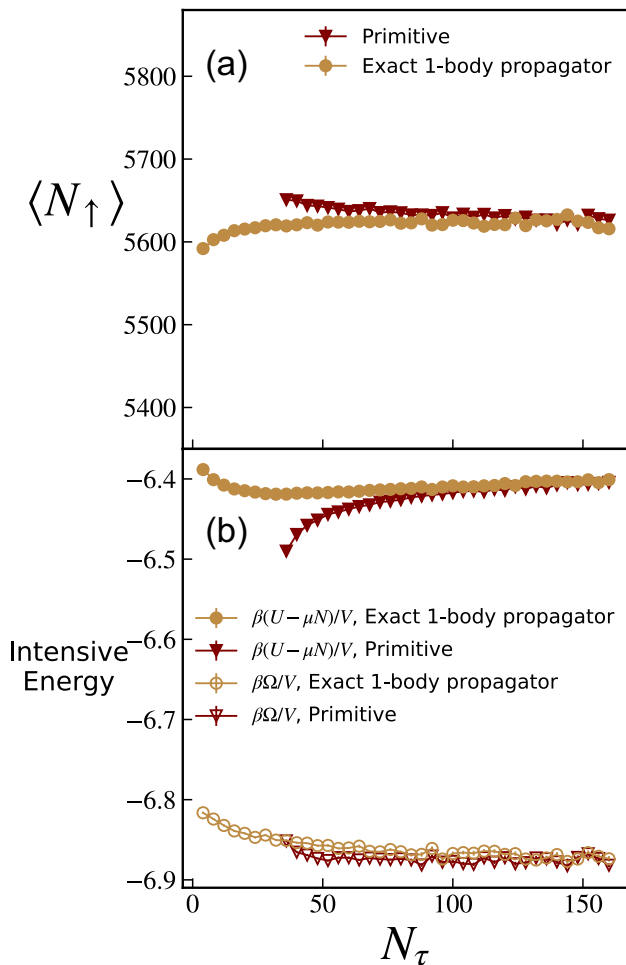 (a)
Primitive
Exact 1-body propagator
5800
5700
⟨N↑⟩
5600
5500
5400
−6.4
(b)
−6.5
β(U − μN)/V, Exact 1-body propagator
−6.6
β(U − μN)/V, Primitive
Intensive
Energy
βΩ/V, Exact 1-body propagator
−6.7
βΩ/V, Primitive
−6.8
−6.9
0 50 100 150
Nτ